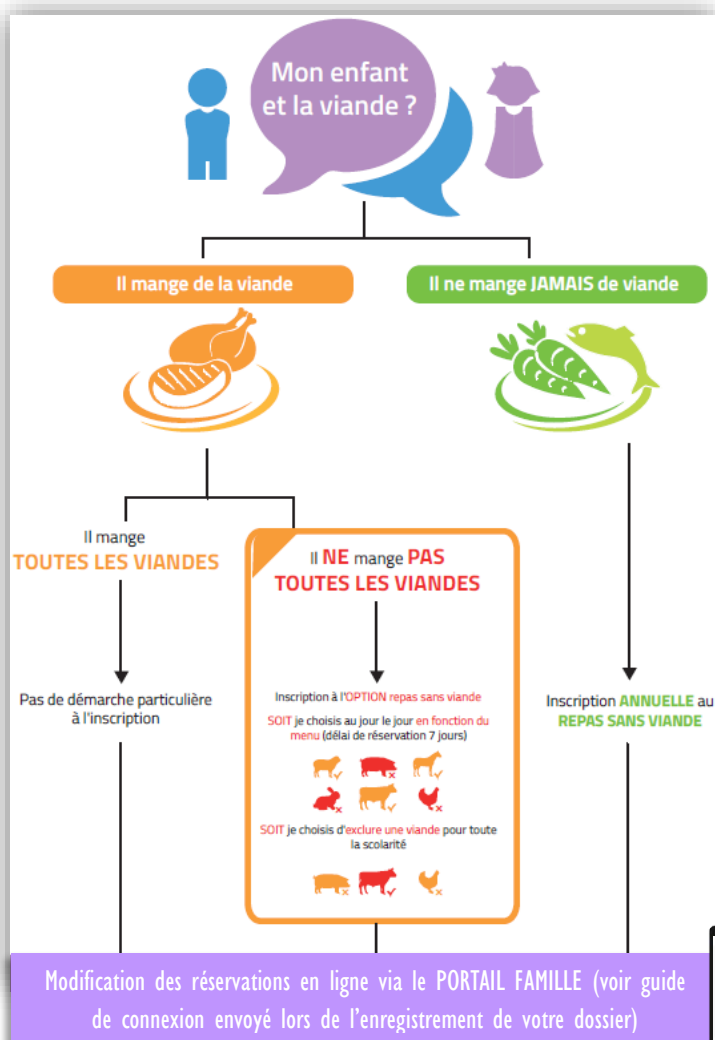 Mon enfant
et la viande ?
Il mange de la viande
Il ne mange JAMAIS de viande
Il mange
TOUTES LES VIANDES
Pas de démarche particulière
à l'inscription
Il NE mange PAS
TOUTES LES VIANDES
Inscription à l'OPTION repas sans viande
SOIT je choisis au jour le jour en fonction du
menu (délai de réservation 7 jours)
SOIT je choisis d'exclure une viande pour toute
la scolarité
Inscription ANNUELLE au
REPAS SANS VIANDE
Modification des réservations en ligne via le PORTAIL FAMILLE (voir guide
de connexion envoyé lors de l'enregistrement de votre dossier)